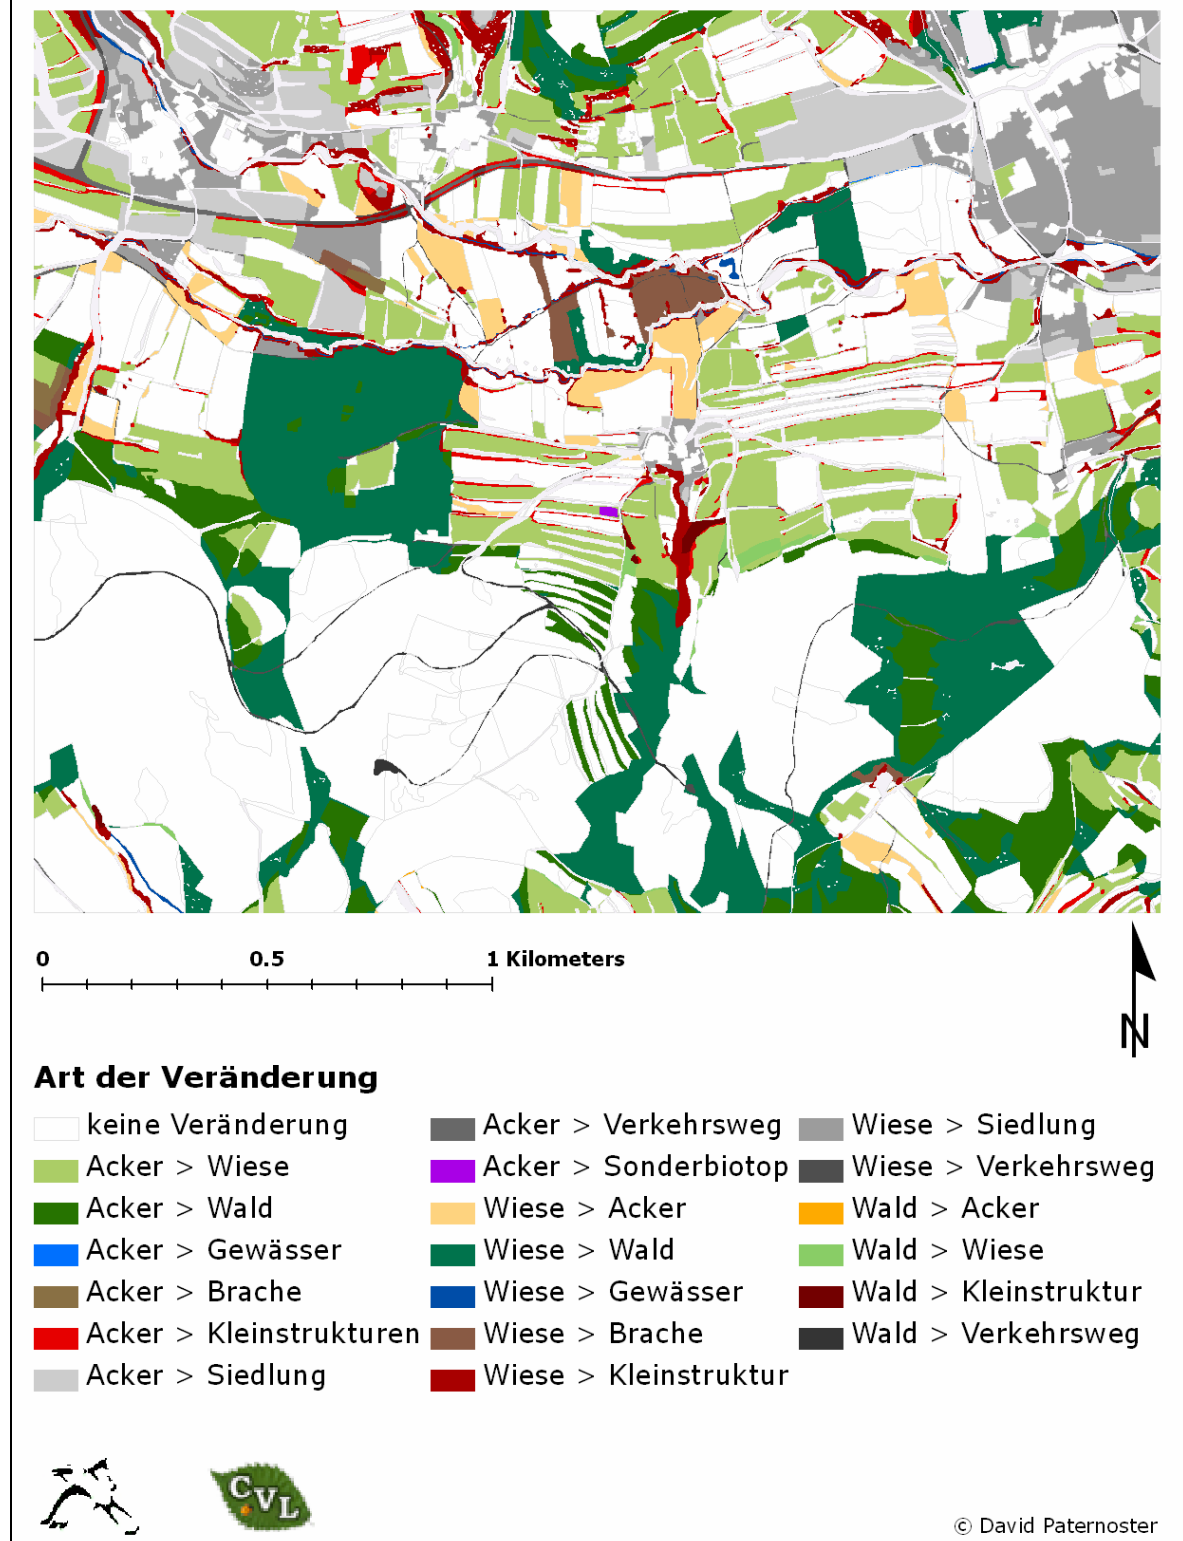 0 0.5 1 Kilometers
N
Art der Veränderung
keine Veränderung
Acker > Wiese
Acker > Wald
Acker > Gewässer
Acker > Brache
Acker > Kleinstrukturen
Acker > Siedlung
Acker > Verkehrsweg
Acker > Sonderbiotop
Wiese > Acker
Wiese > Wald
Wiese > Gewässer
Wiese > Brache
Wiese > Kleinstruktur
Wiese > Siedlung
Wiese > Verkehrsweg
Wald > Acker
Wald > Wiese
Wald > Kleinstruktur
Wald > Verkehrsweg
CVL
© David Paternoster